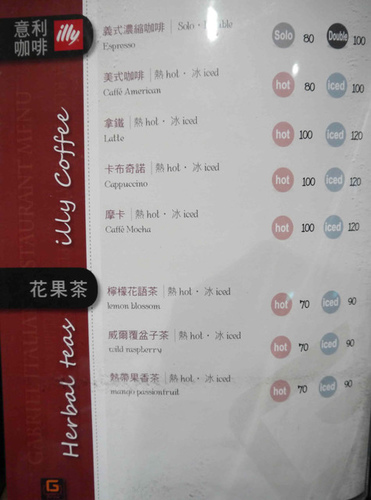 意利
咖啡
illy
illy Coffee
義式濃縮咖啡 | Solo · Double
Espresso
Solo 80 Double 100
美式咖啡 | 熱 hot · 冰 iced
Caffé American
hot 80 iced 100
拿鐵 | 熱 hot · 冰 iced
Latte
hot 100 iced 120
卡布奇諾 | 熱 hot · 冰 iced
Cappuccino
hot 100 iced 120
摩卡 | 熱 hot · 冰 iced
Caffé Mocha
hot 100 iced 120
花果茶
Herbal teas
檸檬花語茶 | 熱 hot · 冰 iced
lemon blossom
hot 70 iced 90
威爾覆盆子茶 | 熱 hot · 冰 iced
wild raspberry
hot 70 iced 90
熱帶果香茶 | 熱 hot · 冰 iced
mango passionfruit
hot 70 iced 90
G